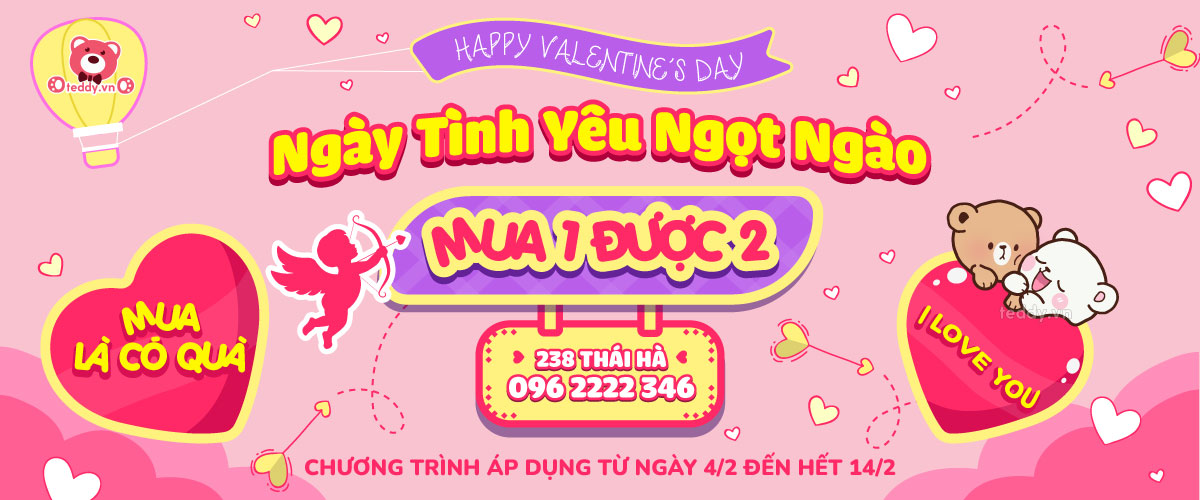 teddy.vn
HAPPY VALENTINE'S DAY
Ngày Tình Yêu Ngọt Ngào
MUA 1 ĐƯỢC 2
MUA
LÀ CÓ QUÀ
238 THÁI HÀ
096 2222 346
teddy.vn
I LOVE YOU
CHƯƠNG TRÌNH ÁP DỤNG TỪ NGÀY 4/2 ĐẾN HẾT 14/2